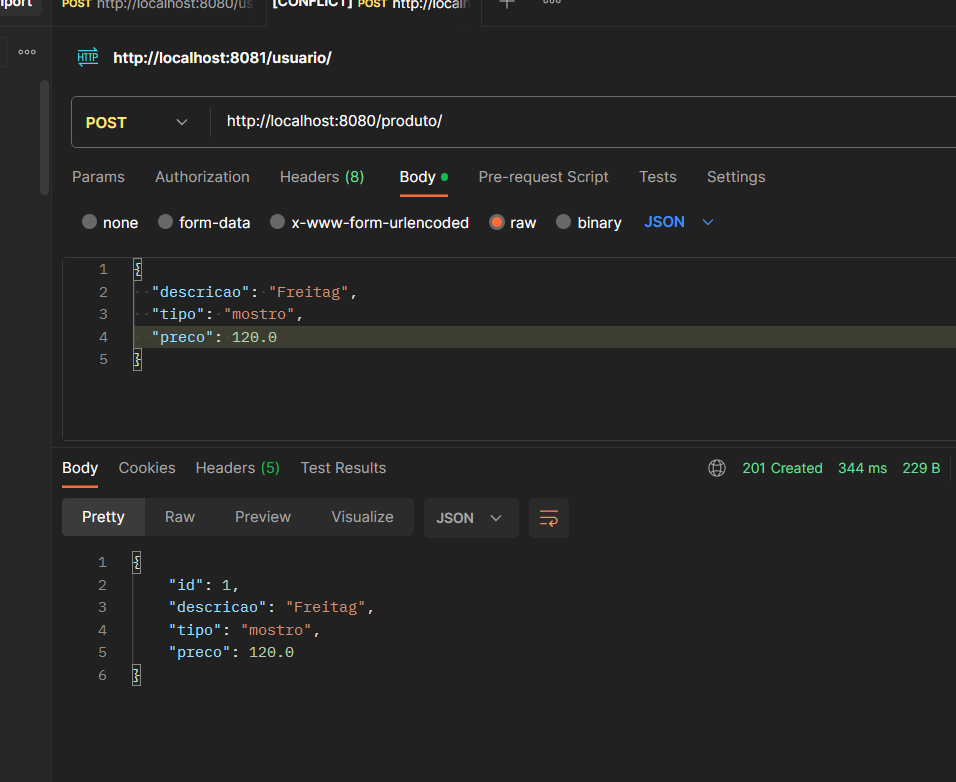 port
POST http://localhost:8080/us
[CONFLICT] POST http://local
HTTP http://localhost:8081/usuario/
POST http://localhost:8080/produto/
Params Authorization Headers (8) Body Pre-request Script Tests Settings
none form-data x-www-form-urlencoded raw binary JSON
1 {
2 "descricao": "Freitag",
3 "tipo": "mostro",
4 "preco": 120.0
5 }
Body Cookies Headers (5) Test Results 201 Created 344 ms 229 B
Pretty Raw Preview Visualize JSON
1 {
2 "id": 1,
3 "descricao": "Freitag",
4 "tipo": "mostro",
5 "preco": 120.0
6 }